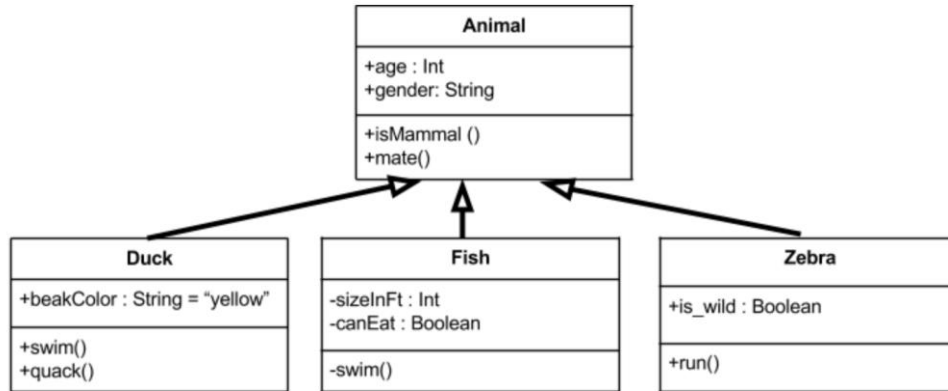 Animal
+age : Int
+gender: String
+isMammal ()
+mate()
Duck
+beakColor : String = “yellow”
+swim()
+quack()
Fish
-sizeInFt : Int
-canEat : Boolean
-swim()
Zebra
+is_wild : Boolean
+run()